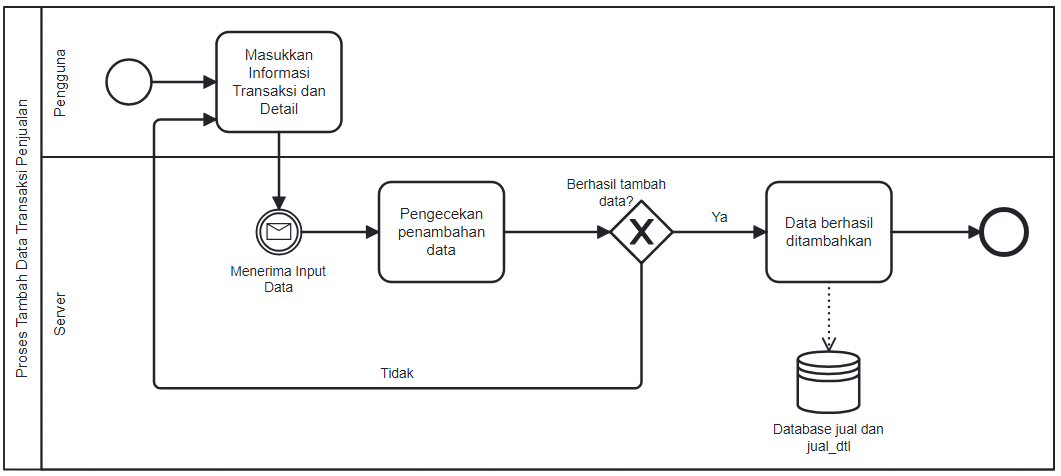 Proses Tambah Data Transaksi Penjualan
Pengguna
Masukkan
Informasi
Transaksi dan
Detail
Server
Menerima Input
Data
Pengecekan
penambahan
data
Berhasil tambah
data?
Ya
Tidak
Data berhasil
ditambahkan
Database jual dan
jual_dtl